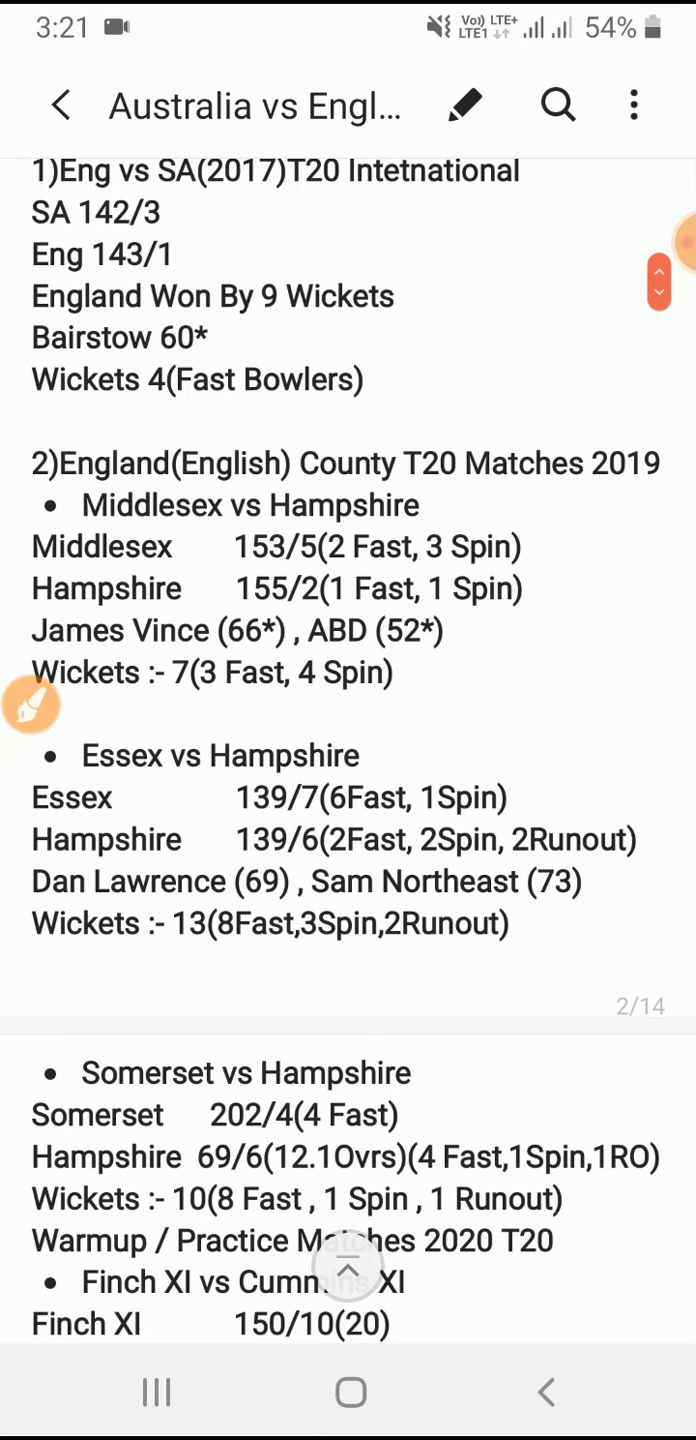 3:21 Vo)) LTE+ LTE1 54%
Australia vs Engl...
1)Eng vs SA(2017)T20 Intetnational
SA 142/3
Eng 143/1
England Won By 9 Wickets
Bairstow 60*
Wickets 4(Fast Bowlers)
2)England(English) County T20 Matches 2019
• Middlesex vs Hampshire
Middlesex 153/5(2 Fast, 3 Spin)
Hampshire 155/2(1 Fast, 1 Spin)
James Vince (66*) , ABD (52*)
Wickets :- 7(3 Fast, 4 Spin)
• Essex vs Hampshire
Essex 139/7(6Fast, 1Spin)
Hampshire 139/6(2Fast, 2Spin, 2Runout)
Dan Lawrence (69) , Sam Northeast (73)
Wickets :- 13(8Fast,3Spin,2Runout)
2/14
• Somerset vs Hampshire
Somerset 202/4(4 Fast)
Hampshire 69/6(12.1Ovrs)(4 Fast,1Spin,1RO)
Wickets :- 10(8 Fast , 1 Spin , 1 Runout)
Warmup / Practice Matches 2020 T20
• Finch XI vs Cummins XI
Finch XI 150/10(20)